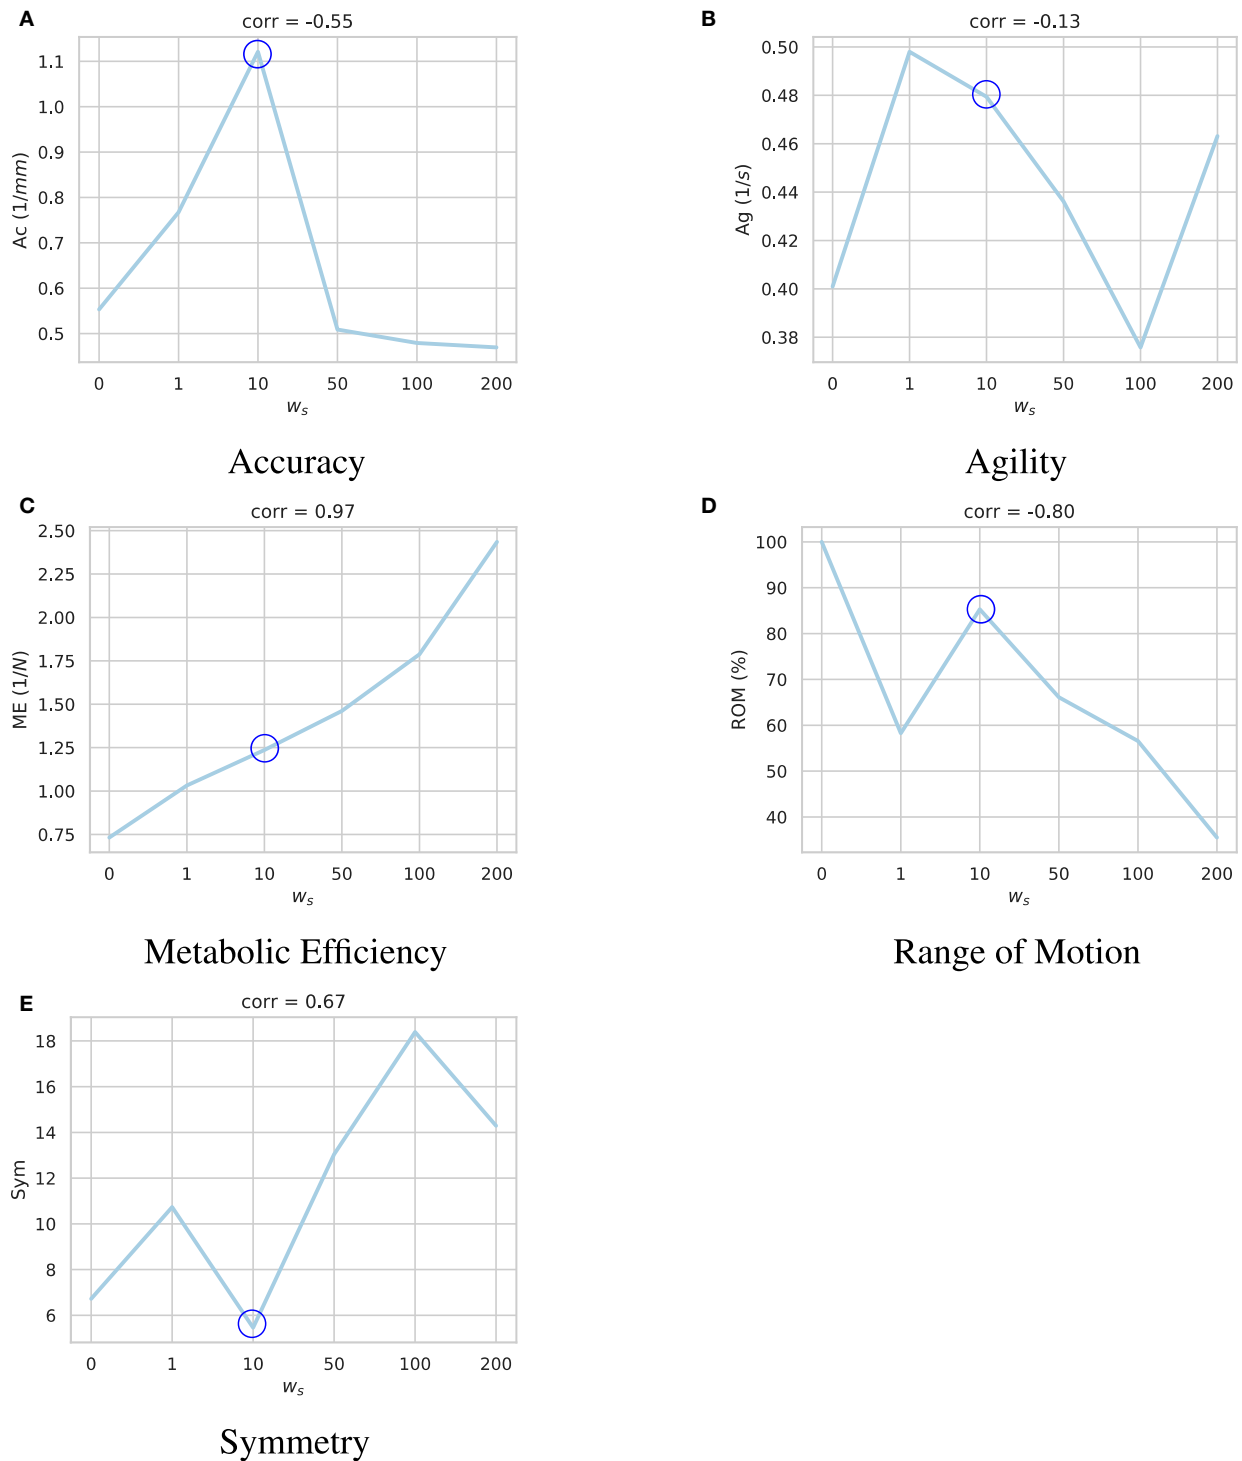 A
corr = -0.55
Ac (1/mm)
1.1
1.0
0.9
0.8
0.7
0.6
0.5
0 1 10 50 100 200
w_s
Accuracy
B
corr = -0.13
Ag (1/s)
0.50
0.48
0.46
0.44
0.42
0.40
0.38
0 1 10 50 100 200
w_s
Agility
C
corr = 0.97
ME (1/N)
2.50
2.25
2.00
1.75
1.50
1.25
1.00
0.75
0 1 10 50 100 200
w_s
Metabolic Efficiency
D
corr = -0.80
ROM (%)
100
90
80
70
60
50
40
0 1 10 50 100 200
w_s
Range of Motion
E
corr = 0.67
Sym
18
16
14
12
10
8
6
0 1 10 50 100 200
w_s
Symmetry